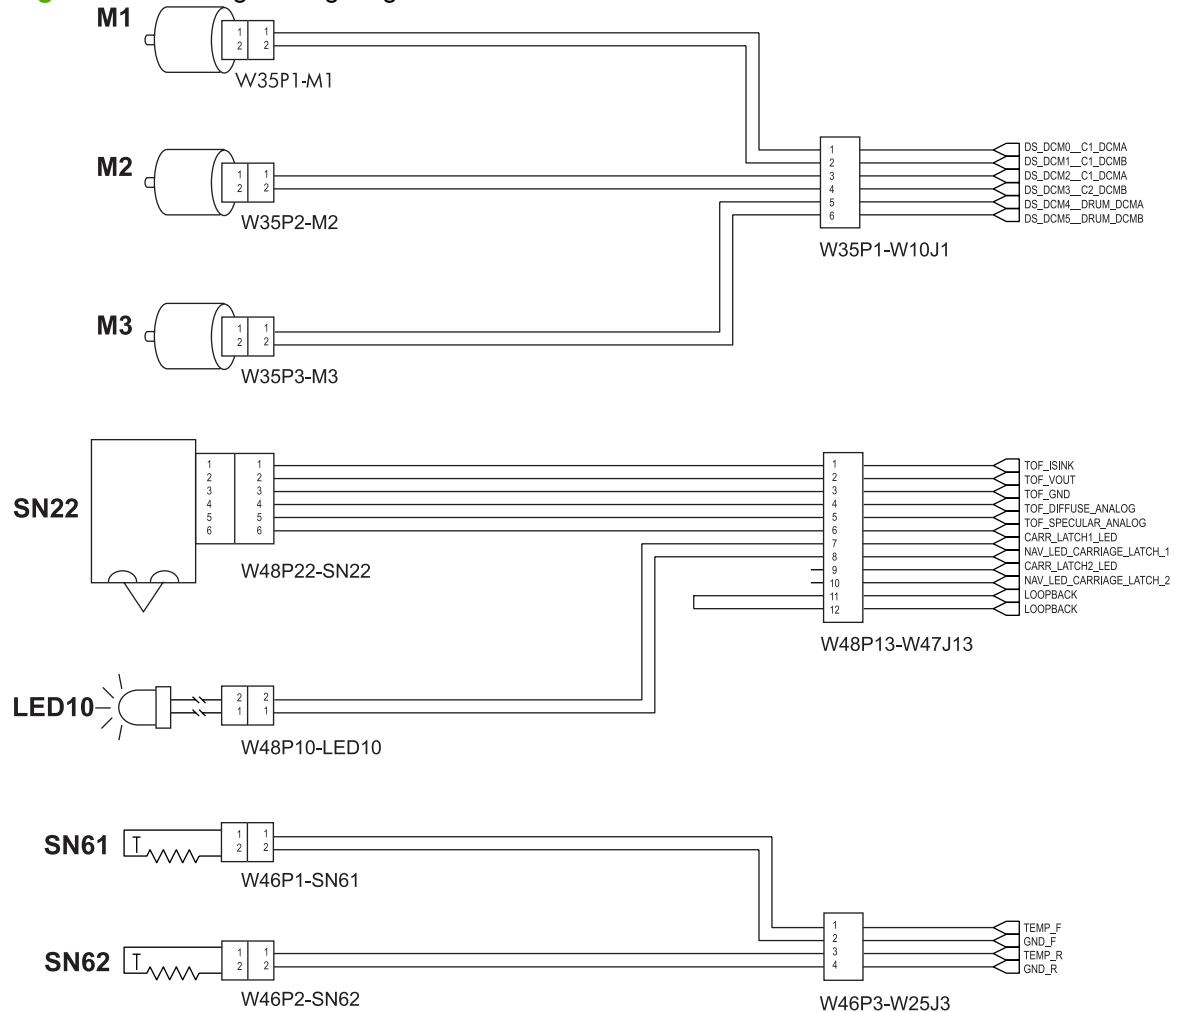 M1
1 1
2 2
W35P1-M1
M2
1 1
2 2
W35P2-M2
1
2
3
4
5
6
DS_DCM0__C1_DCMA
DS_DCM1__C1_DCMB
DS_DCM2__C1_DCMA
DS_DCM3__C2_DCMB
DS_DCM4__DRUM_DCMA
DS_DCM5__DRUM_DCMB
W35P1-W10J1
M3
1 1
2 2
W35P3-M3
SN22
1 1
2 2
3 3
4 4
5 5
6 6
W48P22-SN22
1
2
3
4
5
6
7
8
9
10
11
12
TOF_ISINK
TOF_VOUT
TOF_GND
TOF_DIFFUSE_ANALOG
TOF_SPECULAR_ANALOG
CARR_LATCH1_LED
NAV_LED_CARRIAGE_LATCH_1
CARR_LATCH2_LED
NAV_LED_CARRIAGE_LATCH_2
LOOPBACK
LOOPBACK
W48P13-W47J13
LED10
2 2
1 1
W48P10-LED10
SN61
T
1 1
2 2
W46P1-SN61
SN62
T
1 1
2 2
W46P2-SN62
1
2
3
4
TEMP_F
GND_F
TEMP_R
GND_R
W46P3-W25J3